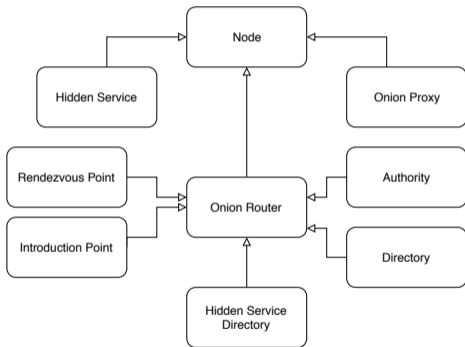 Node
Hidden Service
Onion Proxy
Rendezvous Point
Onion Router
Authority
Introduction Point
Directory
Hidden Service
Directory